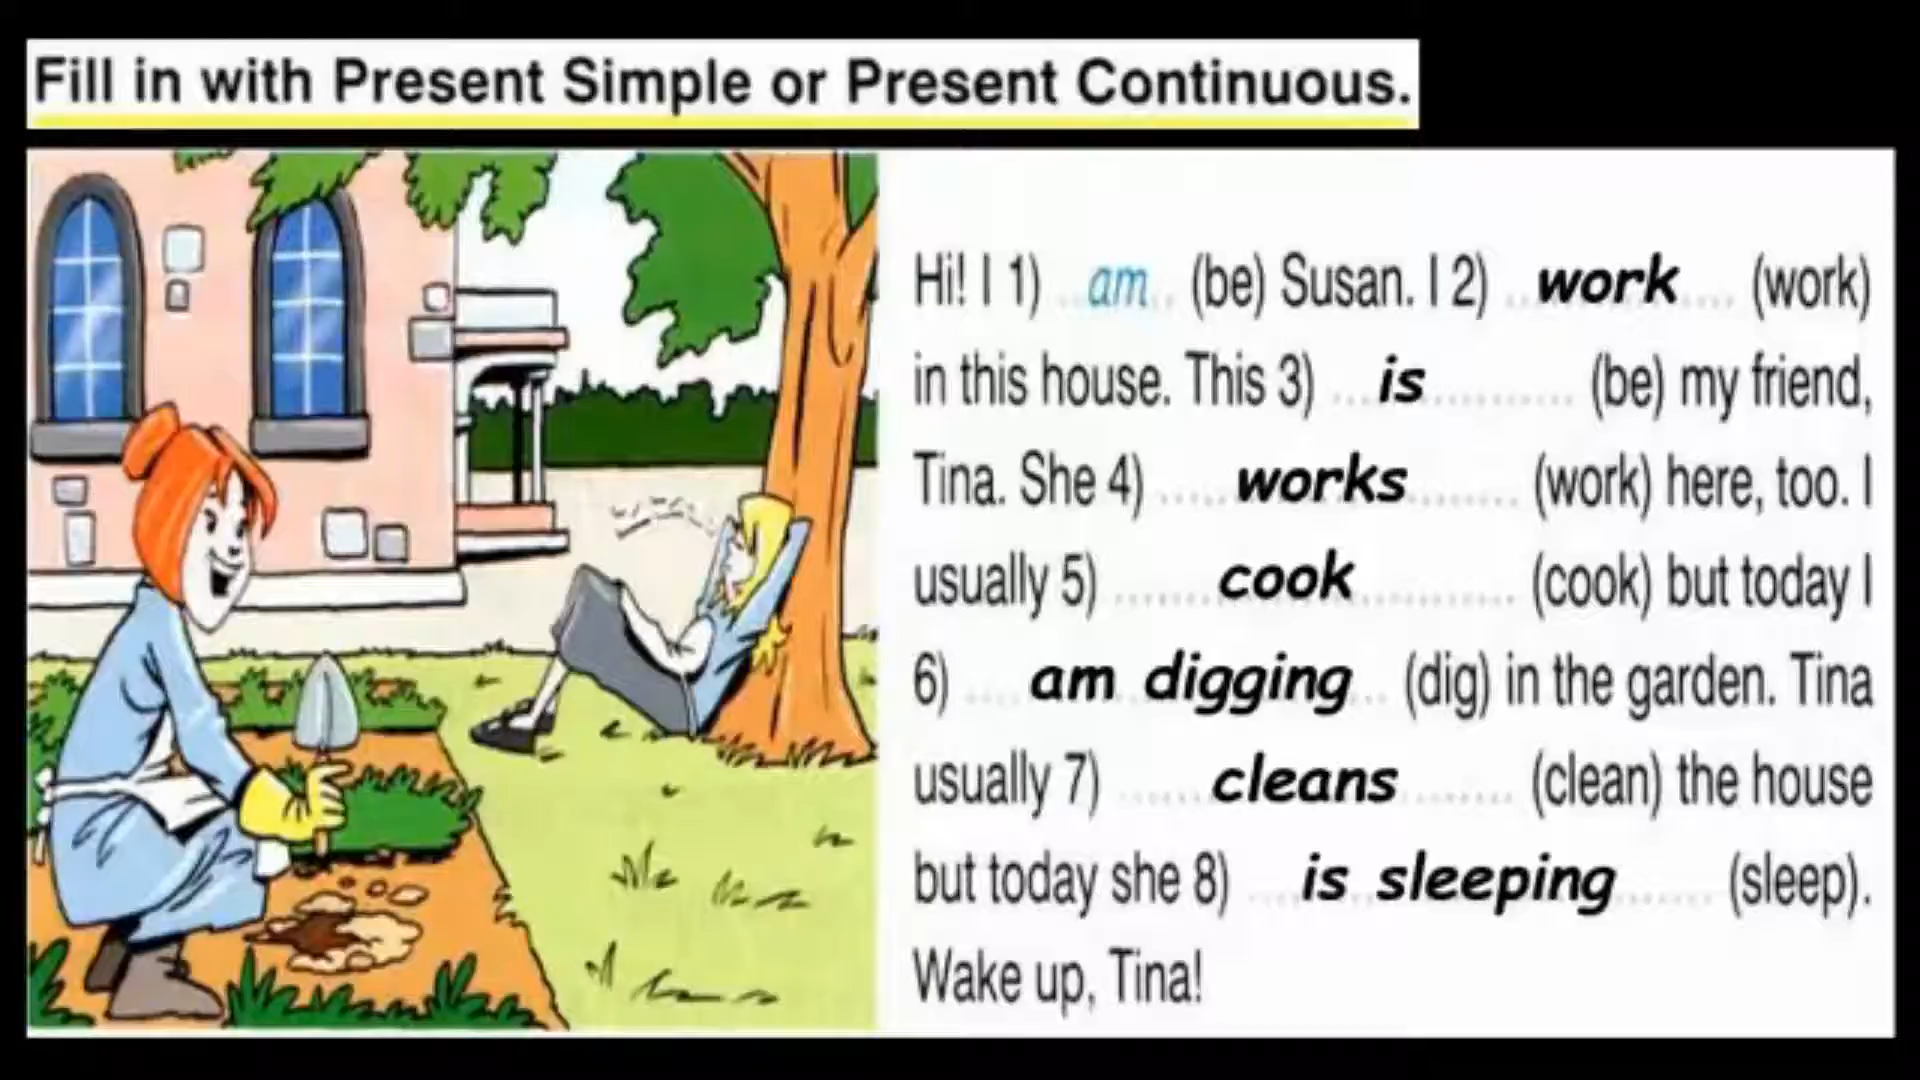 Fill in with Present Simple or Present Continuous.
Hi! I 1) am (be) Susan. I 2) work (work)
in this house. This 3) is (be) my friend,
Tina. She 4) works (work) here, too. I
usually 5) cook (cook) but today I
6) am digging (dig) in the garden. Tina
usually 7) cleans (clean) the house
but today she 8) is sleeping (sleep).
Wake up, Tina!